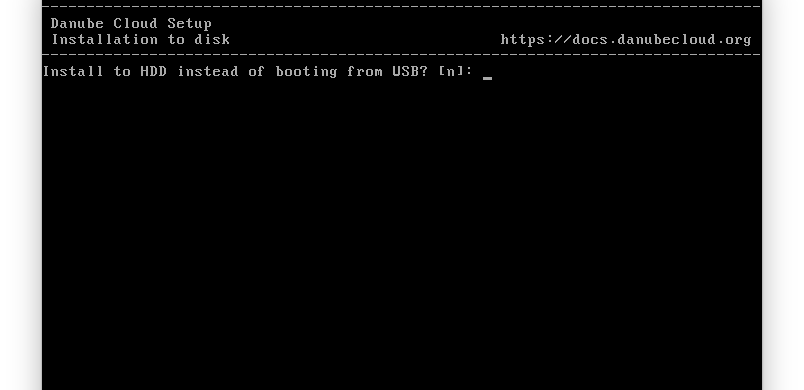 Danube Cloud Setup
Installation to disk https://docs.danubecloud.org
Install to HDD instead of booting from USB? [n]: _